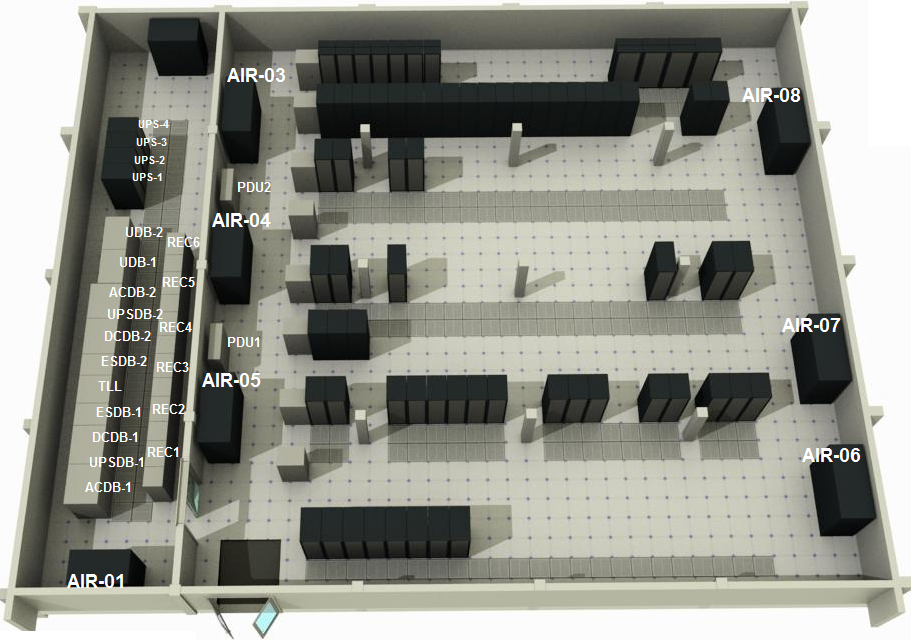 AIR-03
AIR-08
UPS-4
UPS-3
UPS-2
UPS-1
PDU2
AIR-04
UDB-2
REC6
UDB-1
REC5
ACDB-2
UPSDB-2
AIR-07
REC4
DCDB-2
PDU1
ESDB-2
REC3
AIR-05
TLL
ESDB-1
REC2
DCDB-1
REC1
AIR-06
UPSDB-1
ACDB-1
AIR-01